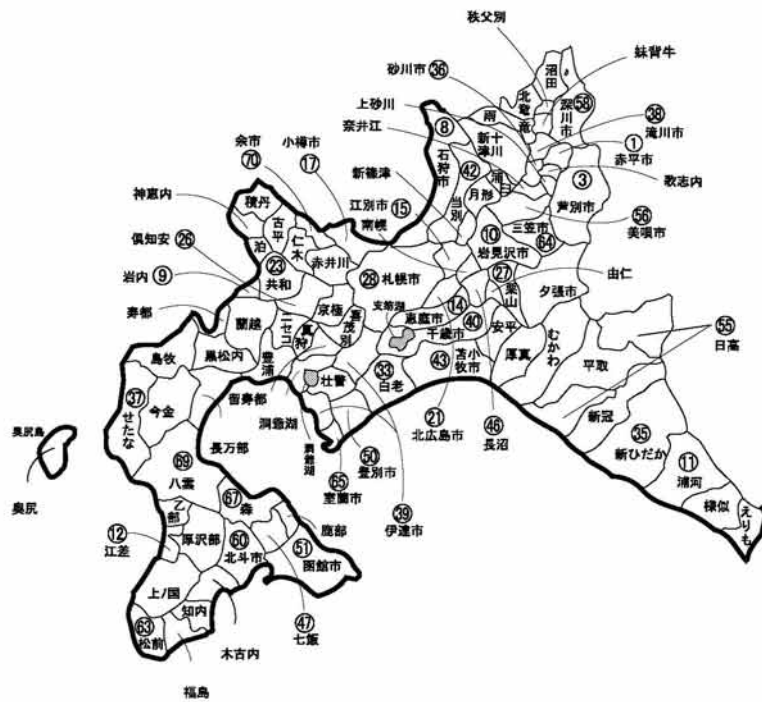 秩父別
妹背牛
沼田
砂川市 36
北竜
58
深川市
上砂川
雨
竜
38
滝川市
奈井江
8
新十津川
1
赤平市
余市
70
小樽市
17
新篠津
石狩市
42
浦臼
歌志内
3
芦別市
神恵内
積丹
江別市 15
当別
月形
56
美唄市
南幌
10
岩見沢市
三笠市
64
倶知安 26
古平
仁木
泊
赤井川
23
共和
28 札幌市
27
栗山
由仁
岩内 9
夕張市
支笏湖
14
恵庭市
京極
喜茂別
寿都
蘭越
ニセコ
真狩
40
千歳市
安平
むかわ
55
日高
島牧
黒松内
豊浦
43
苫小牧市
厚真
平取
33
白老
壮瞥
37
せたな
今金
留寿都
洞爺湖
洞爺湖
21
北広島市
46
長沼
新冠
35
新ひだか
11
浦河
奥尻島
長万部
50
登別市
様似
えりも
69
八雲
65
室蘭市
39
伊達市
奥尻
67
森
乙部
鹿部
12
江差
厚沢部
60
北斗市
51
函館市
上ノ国
知内
47
七飯
63
松前
木古内
福島